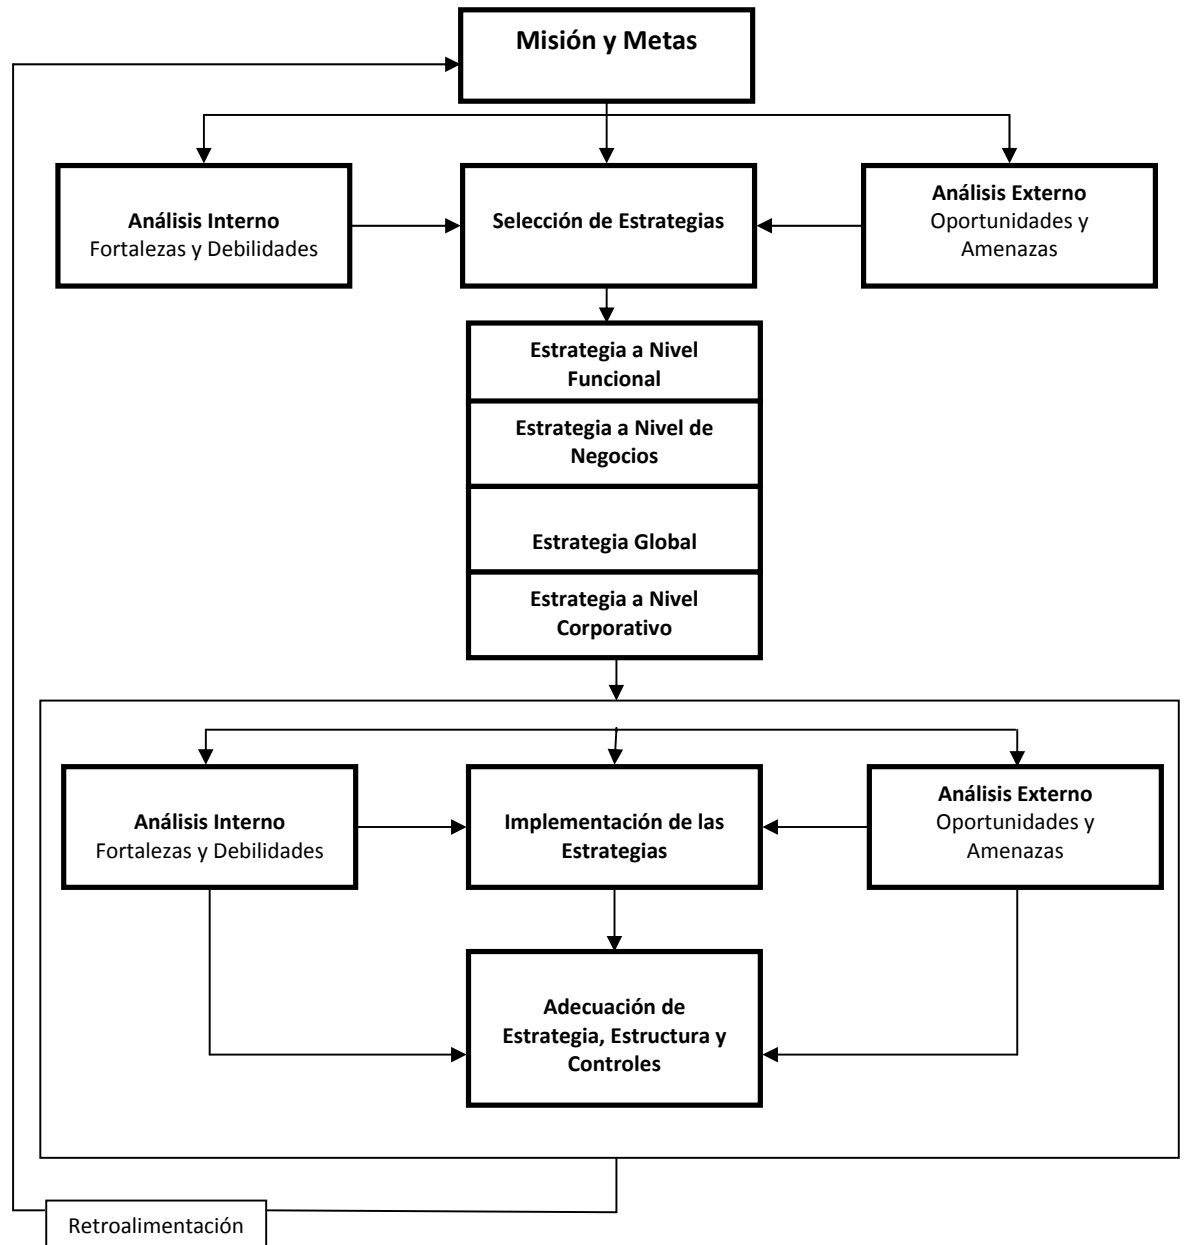 Misión y Metas
Análisis Interno
Fortalezas y Debilidades
Selección de Estrategias
Análisis Externo
Oportunidades y
Amenazas
Estrategia a Nivel
Funcional
Estrategia a Nivel de
Negocios
Estrategia Global
Estrategia a Nivel
Corporativo
Análisis Interno
Fortalezas y Debilidades
Implementación de las
Estrategias
Análisis Externo
Oportunidades y
Amenazas
Adecuación de
Estrategia, Estructura y
Controles
Retroalimentación